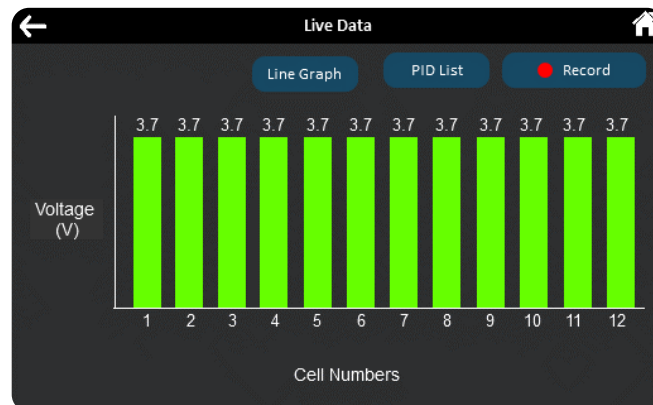 Live Data
Line Graph PID List Record
3.7 3.7 3.7 3.7 3.7 3.7 3.7 3.7 3.7 3.7 3.7 3.7
Voltage
(V)
1 2 3 4 5 6 7 8 9 10 11 12
Cell Numbers